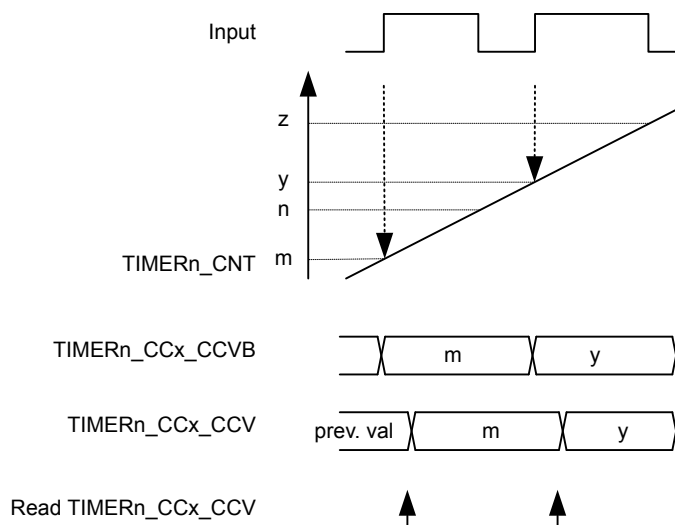 Input
z
y
n
TIMERn_CNT m
TIMERn_CCx_CCVB m y
TIMERn_CCx_CCV prev. val m y
Read TIMERn_CCx_CCV